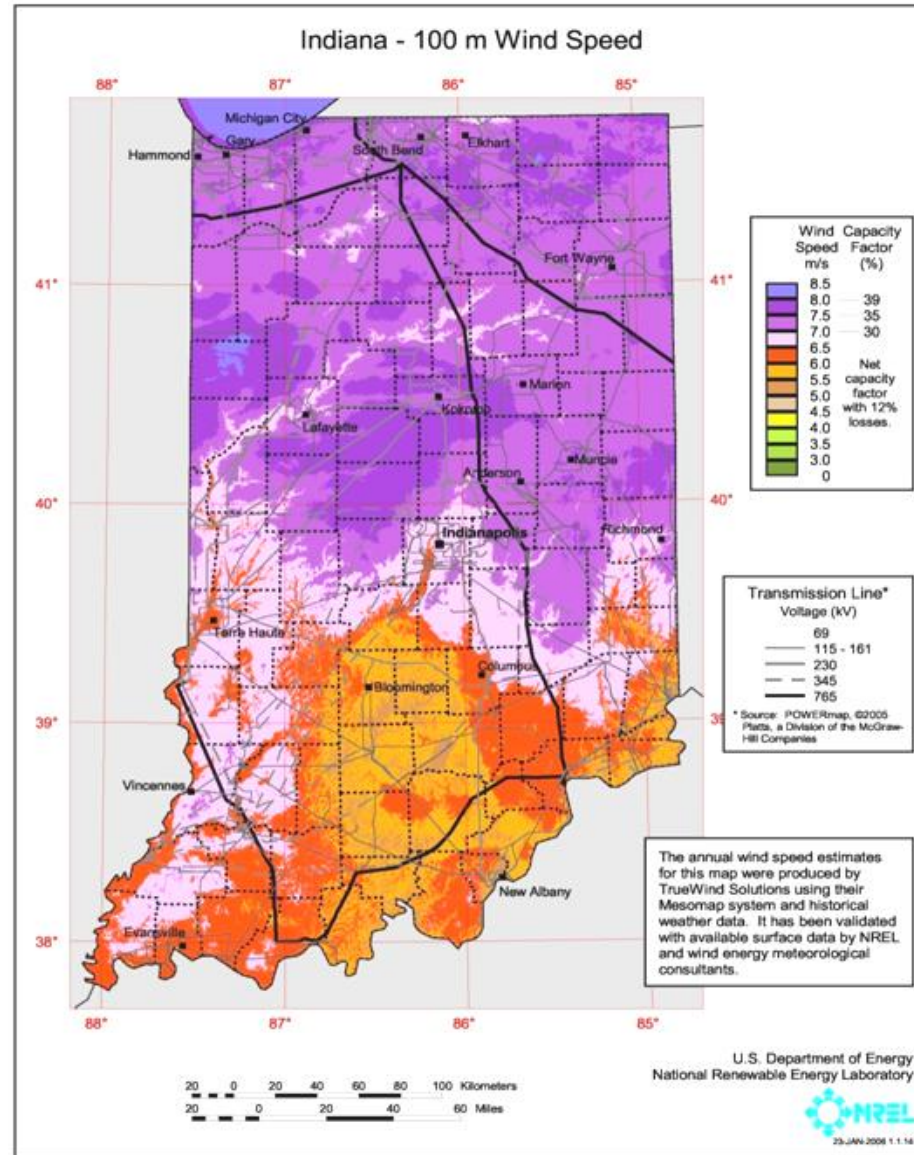 Indiana - 100 m Wind Speed
88° 87° 86° 85°
Michigan City
Gary
Hammond
South Bend
Elkhart
Fort Wayne
41° 41°
Marion
Kokomo
Lafayette
Muncie
Anderson
40° 40°
Richmond
Indianapolis
Terre Haute
Columbus
Bloomington
39° 39
Vincennes
New Albany
Evansville
38° 38°
88° 87° 86° 85°
Wind Capacity
Speed Factor
m/s (%)
8.5
8.0 39
7.5 35
7.0 30
6.5
6.0 Net
5.5 capacity
5.0 factor
4.5 with 12%
4.0 losses.
3.5
3.0
0
Transmission Line*
Voltage (kV)
69
115 - 161
230
345
765
* Source: POWERmap, ©2005
Platts, a Division of the McGraw-
Hill Companies
The annual wind speed estimates
for this map were produced by
TrueWind Solutions using their
Mesomap system and historical
weather data. It has been validated
with available surface data by NREL
and wind energy meteorological
consultants.
20 0 20 40 60 80 100 Kilometers
20 0 20 40 60 Miles
U.S. Department of Energy
National Renewable Energy Laboratory
NREL
23-JAN-2006 1.1.14